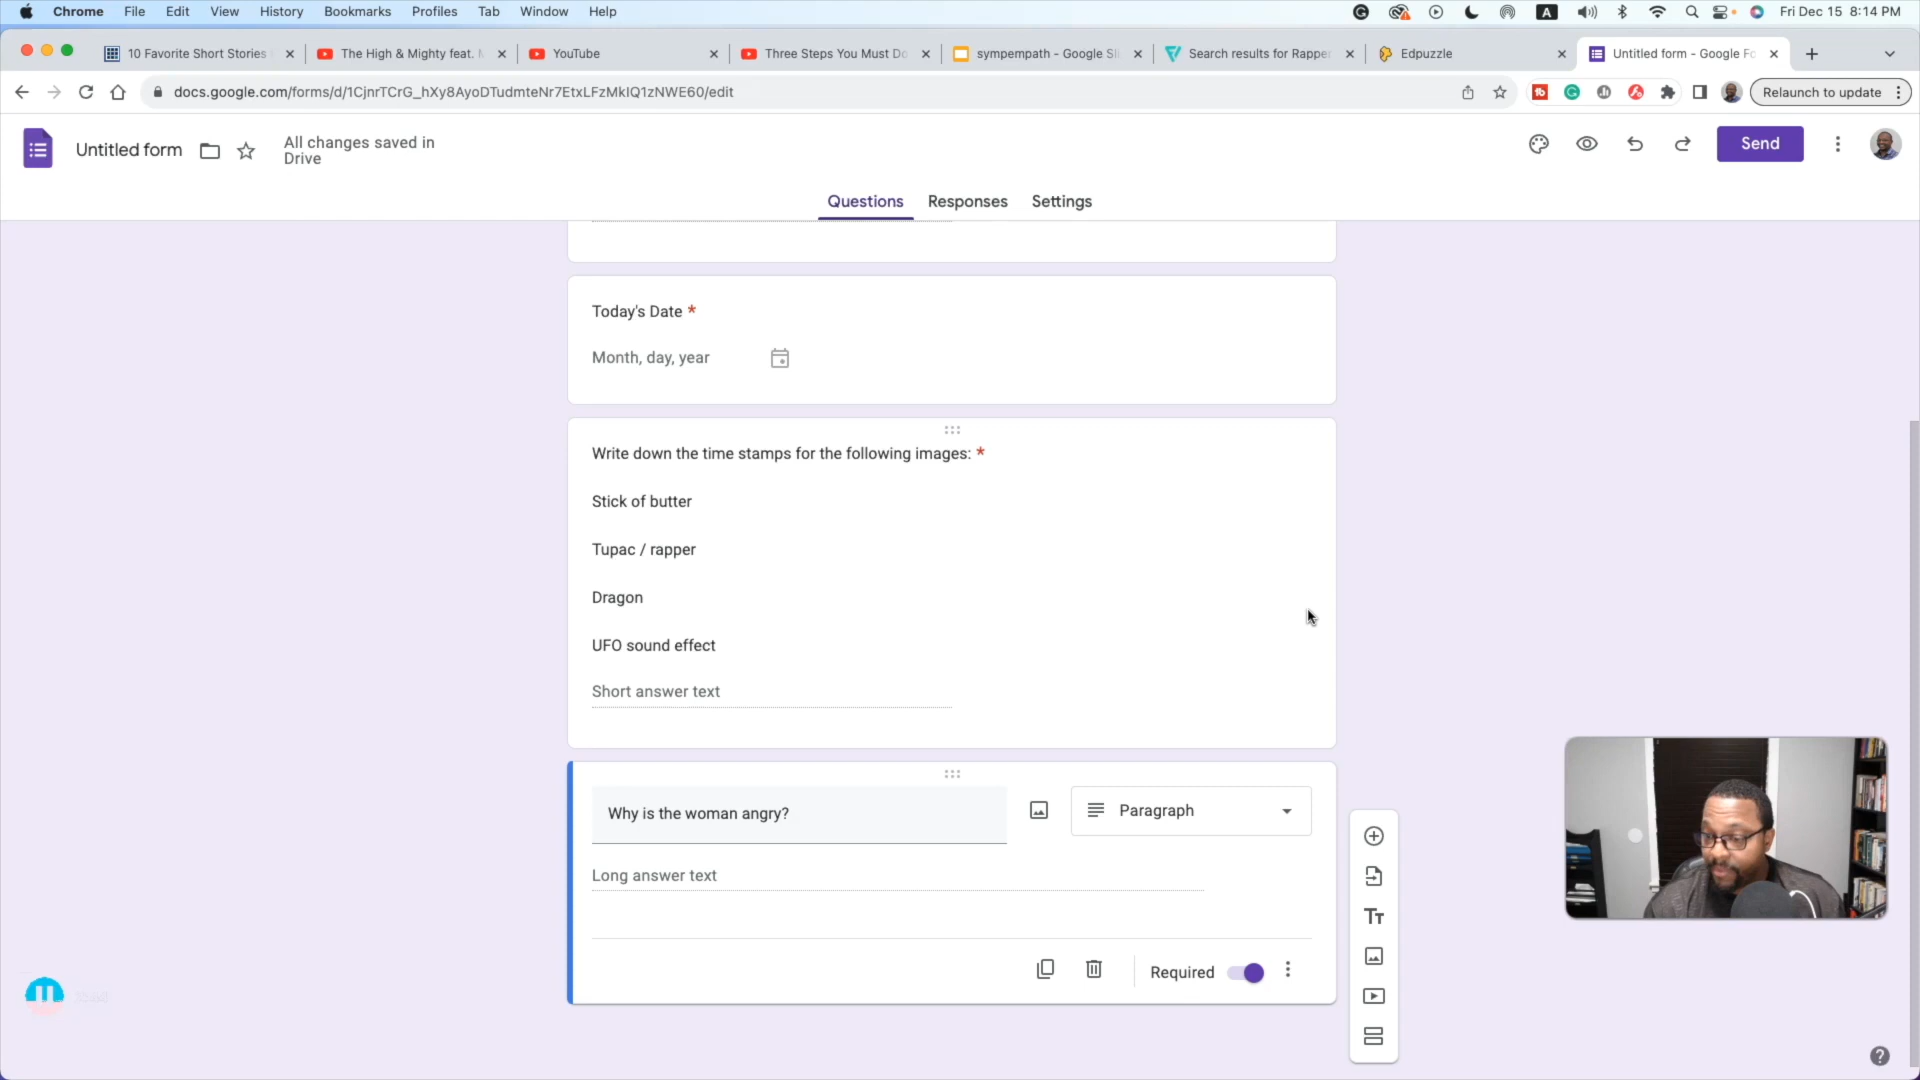 Chrome File Edit View History Bookmarks Profiles Tab Window Help
A
Fri Dec 15 8:14 PM
10 Favorite Short Stories
The High & Mighty feat.
YouTube
Three Steps You Must Do
sympempath - Google Sli
Search results for Rapper
Edpuzzle
Untitled form - Google Fo
docs.google.com/forms/d/1CjnrTCrG_hXy8AyoDTudmteNr7EtxLFzMkIQ1zNWE60/edit
Relaunch to update
Untitled form
All changes saved in
Drive
Send
Questions Responses Settings
Today's Date *
Month, day, year
Write down the time stamps for the following images: *
Stick of butter
Tupac / rapper
Dragon
UFO sound effect
Short answer text
Why is the woman angry?
Paragraph
Long answer text
Required